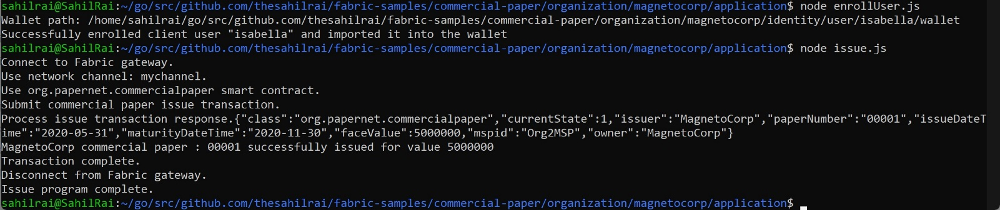 sahilrai@SahilRai:~/go/src/github.com/thesahilrai/fabric-samples/commercial-paper/organization/magnetocorp/application$ node enrollUser.js
Wallet path: /home/sahilrai/go/src/github.com/thesahilrai/fabric-samples/commercial-paper/organization/magnetocorp/identity/user/isabella/wallet
Successfully enrolled client user "isabella" and imported it into the wallet
sahilrai@SahilRai:~/go/src/github.com/thesahilrai/fabric-samples/commercial-paper/organization/magnetocorp/application$ node issue.js
Connect to Fabric gateway.
Use network channel: mychannel.
Use org.papernet.commercialpaper smart contract.
Submit commercial paper issue transaction.
Process issue transaction response.{"class":"org.papernet.commercialpaper","currentState":1,"issuer":"MagnetoCorp","paperNumber":"00001","issueDateT
ime":"2020-05-31","maturityDateTime":"2020-11-30","faceValue":5000000,"mspid":"Org2MSP","owner":"MagnetoCorp"}
MagnetoCorp commercial paper : 00001 successfully issued for value 5000000
Transaction complete.
Disconnect from Fabric gateway.
Issue program complete.
sahilrai@SahilRai:~/go/src/github.com/thesahilrai/fabric-samples/commercial-paper/organization/magnetocorp/application$